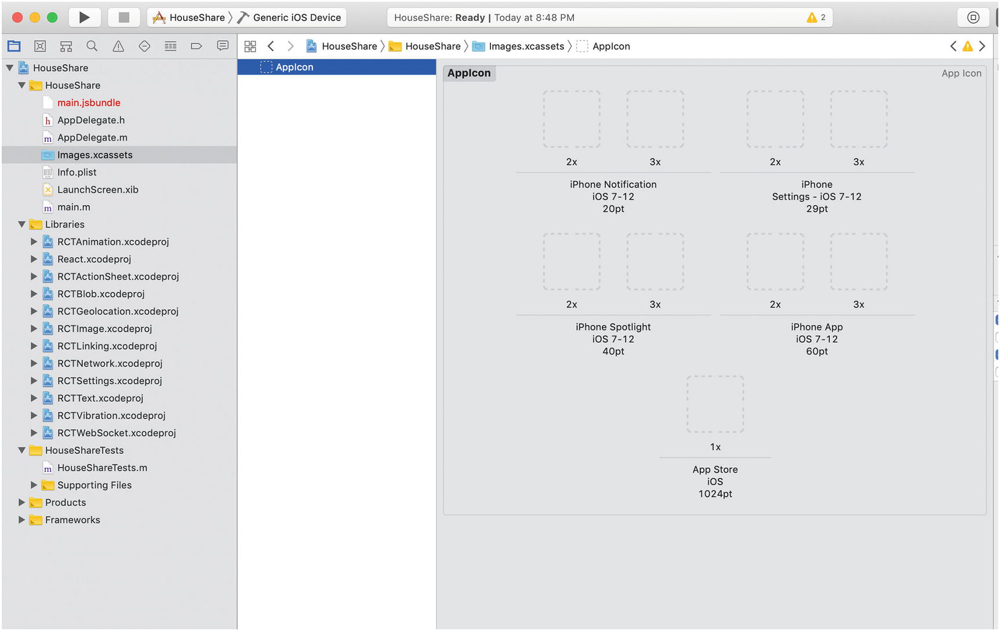 HouseShare Generic iOS Device
HouseShare: Ready | Today at 8:48 PM
2
HouseShare HouseShare Images.xcassets AppIcon
HouseShare
HouseShare
main.jsbundle
h AppDelegate.h
m AppDelegate.m
Images.xcassets
Info.plist
LaunchScreen.xib
m main.m
Libraries
RCTAnimation.xcodeproj
React.xcodeproj
RCTActionSheet.xcodeproj
RCTBlob.xcodeproj
RCTGeolocation.xcodeproj
RCTImage.xcodeproj
RCTLinking.xcodeproj
RCTNetwork.xcodeproj
RCTSettings.xcodeproj
RCTText.xcodeproj
RCTVibration.xcodeproj
RCTWebSocket.xcodeproj
HouseShareTests
m HouseShareTests.m
Supporting Files
Products
Frameworks
AppIcon
AppIcon
App Icon
2x 3x
iPhone Notification
iOS 7-12
20pt
2x 3x
iPhone
Settings - iOS 7-12
29pt
2x 3x
iPhone Spotlight
iOS 7-12
40pt
2x 3x
iPhone App
iOS 7-12
60pt
1x
App Store
iOS
1024pt